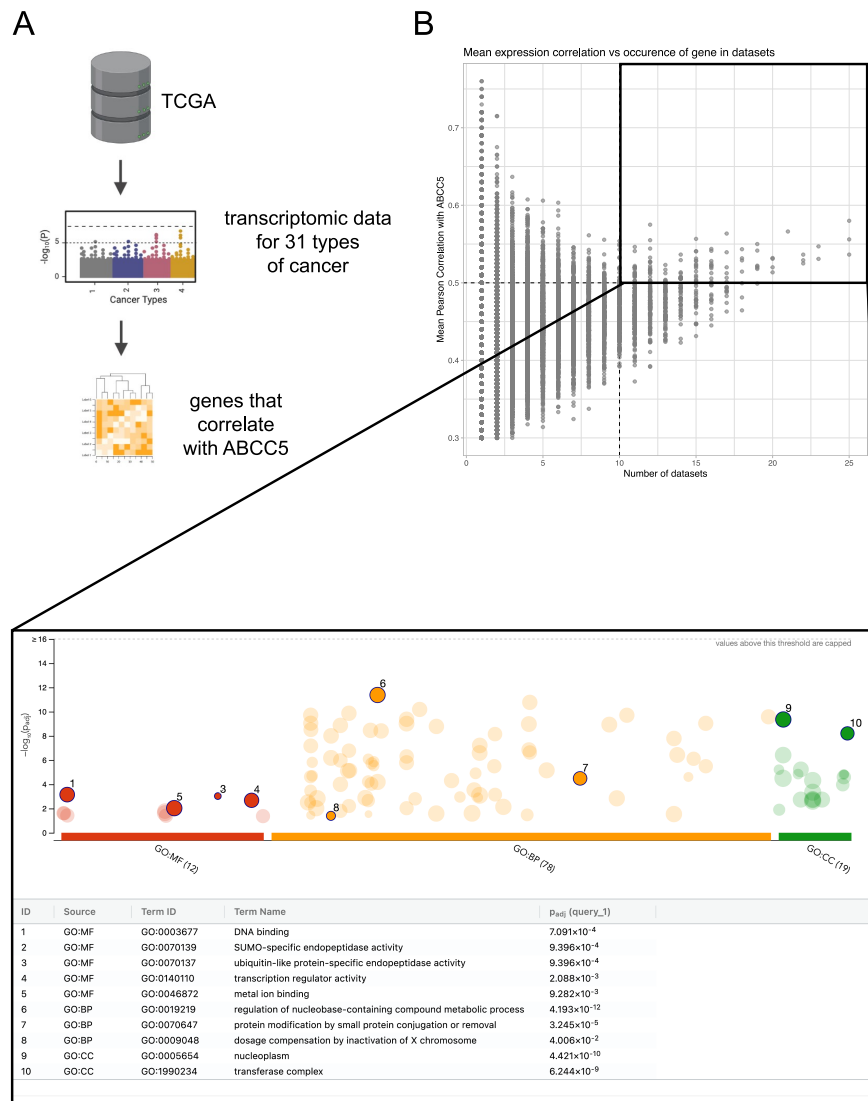 A
TCGA
-log10(P)
5
0
1 2 3 4
Cancer Types
transcriptomic data
for 31 types
of cancer
genes that
correlate
with ABCC5
B
Mean expression correlation vs occurence of gene in datasets
Mean Pearson Correlation with ABCC5
0.7
0.6
0.5
0.4
0.3
0 5 10 15 20 25
Number of datasets
≥16
14
12
10
8
6
4
2
0
−log10(padj)
values above this threshold are capped
1
5
3
4
6
8
7
9
10
GO:MF (12)
GO:BP (78)
GO:CC (19)
ID Source Term ID Term Name padj (query_1)
1 GO:MF GO:0003677 DNA binding 7.091×10-4
2 GO:MF GO:0070139 SUMO-specific endopeptidase activity 9.396×10-4
3 GO:MF GO:0070137 ubiquitin-like protein-specific endopeptidase activity 9.396×10-4
4 GO:MF GO:0140110 transcription regulator activity 2.088×10-3
5 GO:MF GO:0046872 metal ion binding 9.282×10-3
6 GO:BP GO:0019219 regulation of nucleobase-containing compound metabolic process 4.193×10-12
7 GO:BP GO:0070647 protein modification by small protein conjugation or removal 3.245×10-5
8 GO:BP GO:0009048 dosage compensation by inactivation of X chromosome 4.006×10-2
9 GO:CC GO:0005654 nucleoplasm 4.421×10-10
10 GO:CC GO:1990234 transferase complex 6.244×10-9